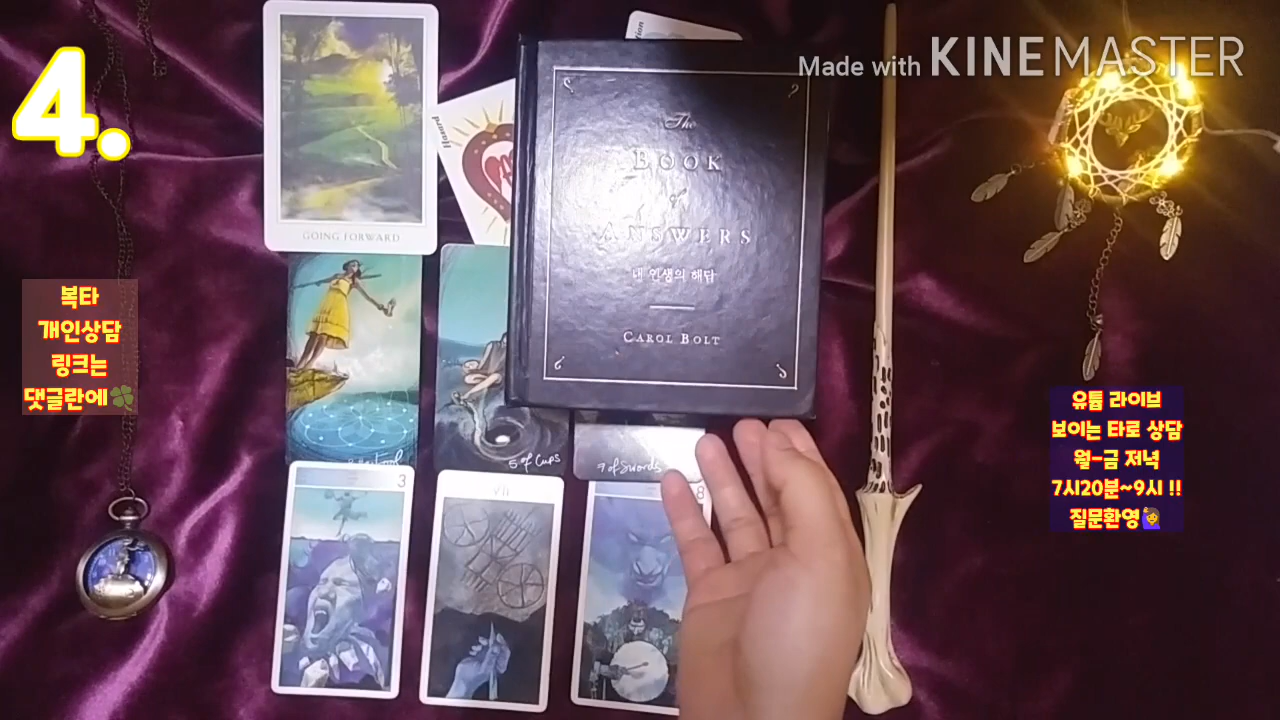 4.
Made with KINEMASTER
GOING FORWARD
Hazard
The
BOOK
of
ANSWERS
내 인생의 해답
CAROL BOLT
복타
개인상담
링크는
댓글란에🍀
유튭 라이브
보이는 타로 상담
월-금 저녁
7시20분~9시 !!
질문환영🙋‍♀️
5 of Cups
9 of Swords
3
VII
8